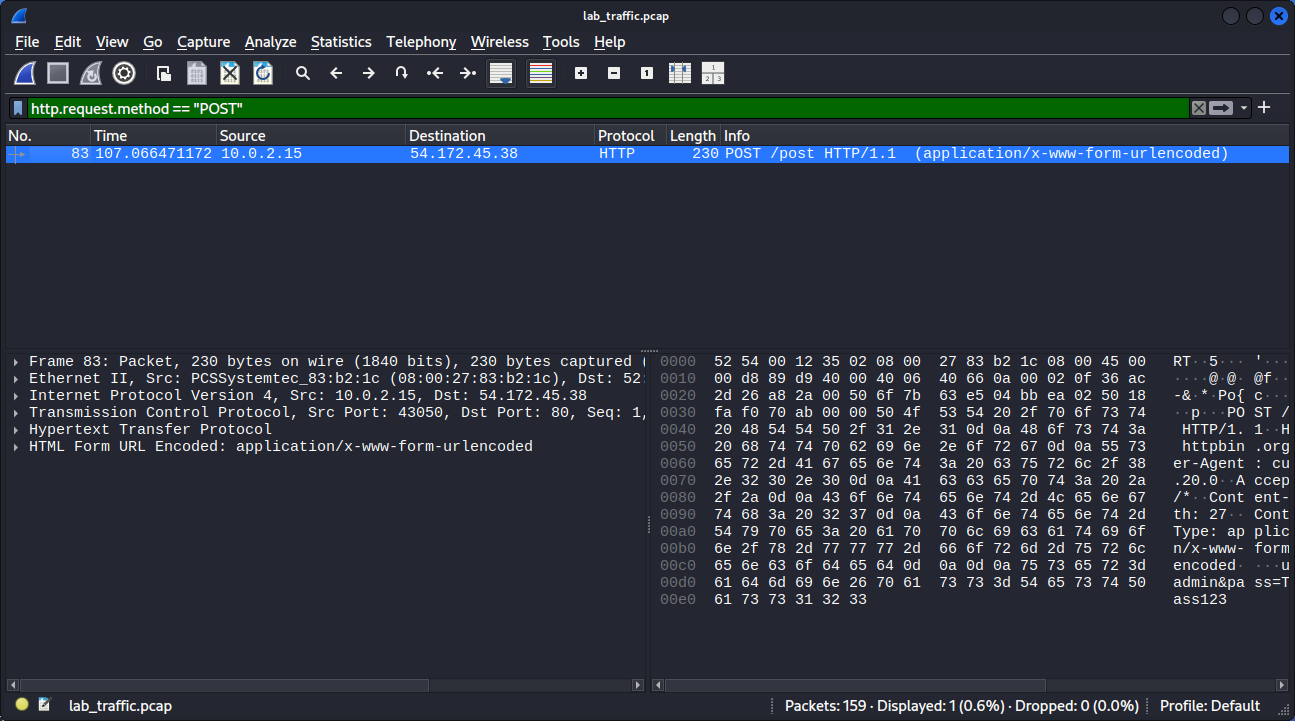 lab_traffic.pcap
File Edit View Go Capture Analyze Statistics Telephony Wireless Tools Help
http.request.method == "POST"
No. Time Source Destination Protocol Length Info
83 107.066471172 10.0.2.15 54.172.45.38 HTTP 230 POST /post HTTP/1.1 (application/x-www-form-urlencoded)
Frame 83: Packet, 230 bytes on wire (1840 bits), 230 bytes captured (
Ethernet II, Src: PCSSystemtec_83:b2:1c (08:00:27:83:b2:1c), Dst: 52:
Internet Protocol Version 4, Src: 10.0.2.15, Dst: 54.172.45.38
Transmission Control Protocol, Src Port: 43050, Dst Port: 80, Seq: 1,
Hypertext Transfer Protocol
HTML Form URL Encoded: application/x-www-form-urlencoded
0000 52 54 00 12 35 02 08 00 27 83 b2 1c 08 00 45 00 RT··5··· '···
0010 00 d8 89 d9 40 00 40 06 40 66 0a 00 02 0f 36 ac ····@·@· @f··
0020 2d 26 a8 2a 00 50 6f 7b 63 e5 04 bb ea 02 50 18 -&·*·Po{ c···
0030 fa f0 70 ab 00 00 50 4f 53 54 20 2f 70 6f 73 74 ··p···PO ST /
0040 20 48 54 54 50 2f 31 2e 31 0d 0a 48 6f 73 74 3a HTTP/1. 1··H
0050 20 68 74 74 70 62 69 6e 2e 6f 72 67 0d 0a 55 73 httpbin .org
0060 65 72 2d 41 67 65 6e 74 3a 20 63 75 72 6c 2f 38 er-Agent : cu
0070 2e 32 30 2e 30 0d 0a 41 63 63 65 70 74 3a 20 2a .20.0··A ccep
0080 2f 2a 0d 0a 43 6f 6e 74 65 6e 74 2d 4c 65 6e 67 /*··Cont ent-
0090 74 68 3a 20 32 37 0d 0a 43 6f 6e 74 65 6e 74 2d th: 27·· Cont
00a0 54 79 70 65 3a 20 61 70 70 6c 69 63 61 74 69 6f Type: ap plic
00b0 6e 2f 78 2d 77 77 77 2d 66 6f 72 6d 2d 75 72 6c n/x-www- form
00c0 65 6e 63 6f 64 65 64 0d 0a 0d 0a 75 73 65 72 3d encoded· ···u
00d0 61 64 6d 69 6e 26 70 61 73 73 3d 54 65 73 74 50 admin&pa ss=T
00e0 61 73 73 31 32 33 ass123
lab_traffic.pcap Packets: 159 · Displayed: 1 (0.6%) · Dropped: 0 (0.0%) Profile: Default